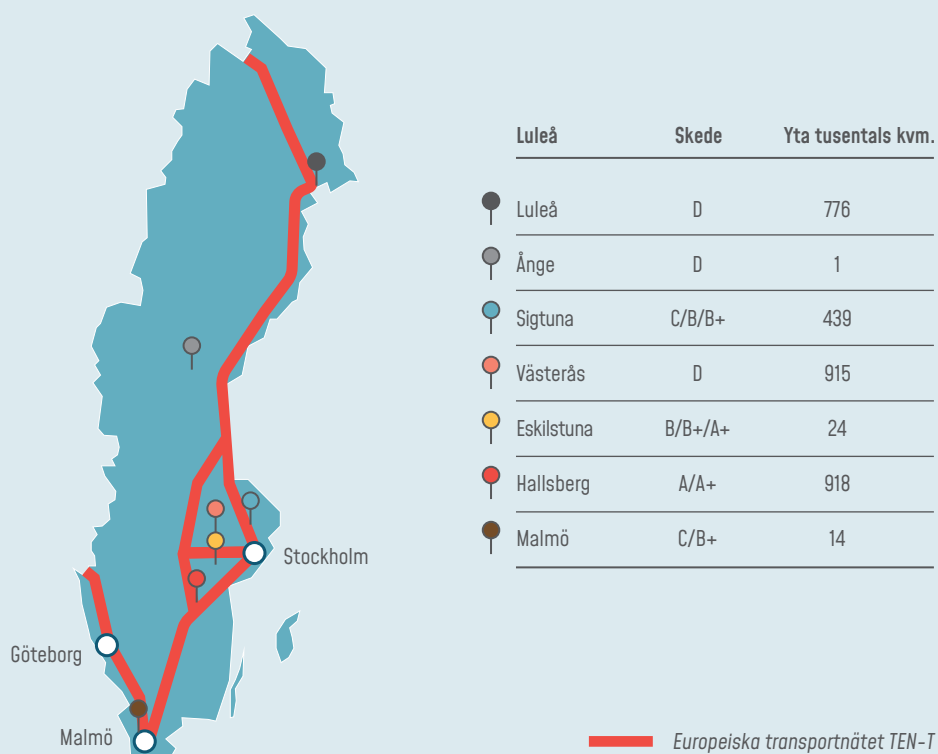 Luleå Skede Yta tusentals kvm.
Luleå D 776
Ånge D 1
Sigtuna C/B/B+ 439
Västerås D 915
Eskilstuna B/B+/A+ 24
Hallsberg A/A+ 918
Malmö C/B+ 14
Stockholm
Göteborg
Malmö
Europeiska transportnätet TEN-T